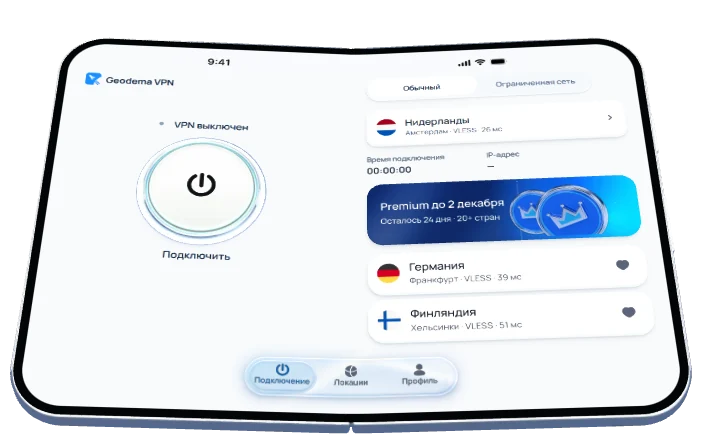 9:41
Geodema VPN
VPN выключен
Подключить
Обычный
Ограниченная сеть
Нидерланды
Амстердам · VLESS · 26 мс
Время подключения
IP-адрес
00:00:00
—
Premium до 2 декабря
Осталось 24 дня · 20+ стран
Германия
Франкфурт · VLESS · 39 мс
Финляндия
Хельсинки · VLESS · 51 мс
Подключение
Локации
Профиль